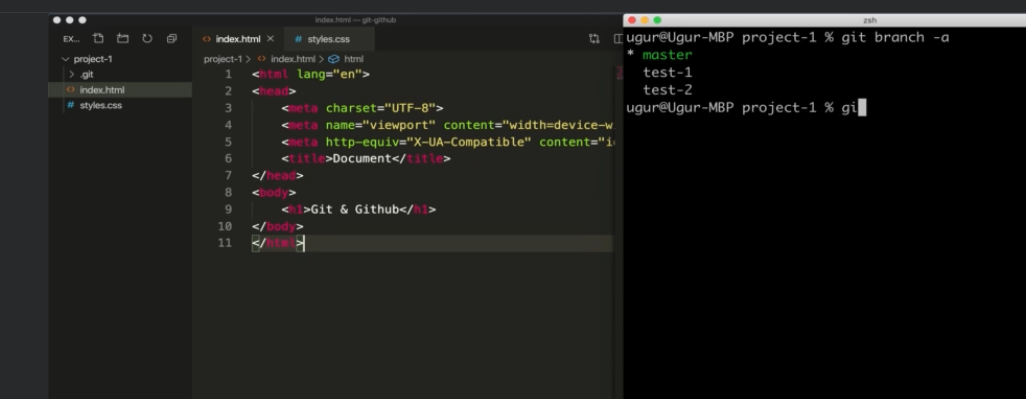 index.html — git-github
EX...
project-1
.git
index.html
styles.css
index.html ×
styles.css
project-1 > index.html > html
1 <html lang="en">
2 <head>
3 <meta charset="UTF-8">
4 <meta name="viewport" content="width=device-w
5 <meta http-equiv="X-UA-Compatible" content="i
6 <title>Document</title>
7 </head>
8 <body>
9 <h1>Git & Github</h1>
10 </body>
11 </html>
zsh
ugur@Ugur-MBP project-1 % git branch -a
* master
test-1
test-2
ugur@Ugur-MBP project-1 % gi